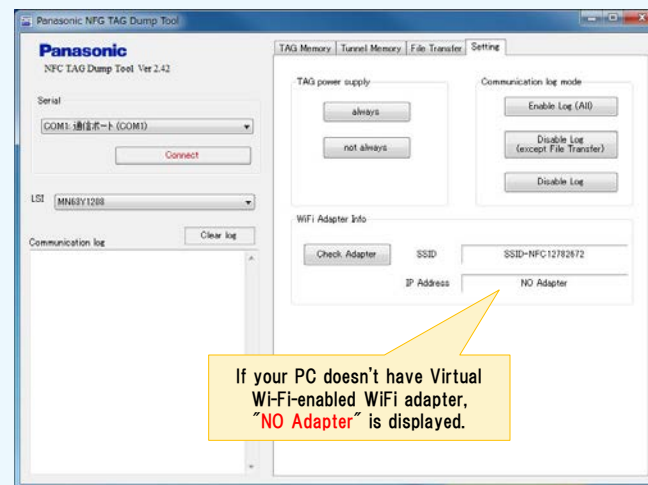 Panasonic NFG TAG Dump Tool
Panasonic
NFC TAG Dump Tool Ver 2.42
Serial
COM1: 通信ポート (COM1)
Connect
LSI
MN63Y1208
Communication log
Clear log
TAG Memory
Tunnel Memory
File Transfer
Setting
TAG power supply
always
not always
Communication log mode
Enable Log (All)
Disable Log
(except File Transfer)
Disable Log
WiFi Adapter Info
Check Adapter
SSID
SSID-NFC12782672
IP Address
NO Adapter
If your PC doesn't have Virtual
Wi-Fi-enabled WiFi adapter,
"NO Adapter" is displayed.